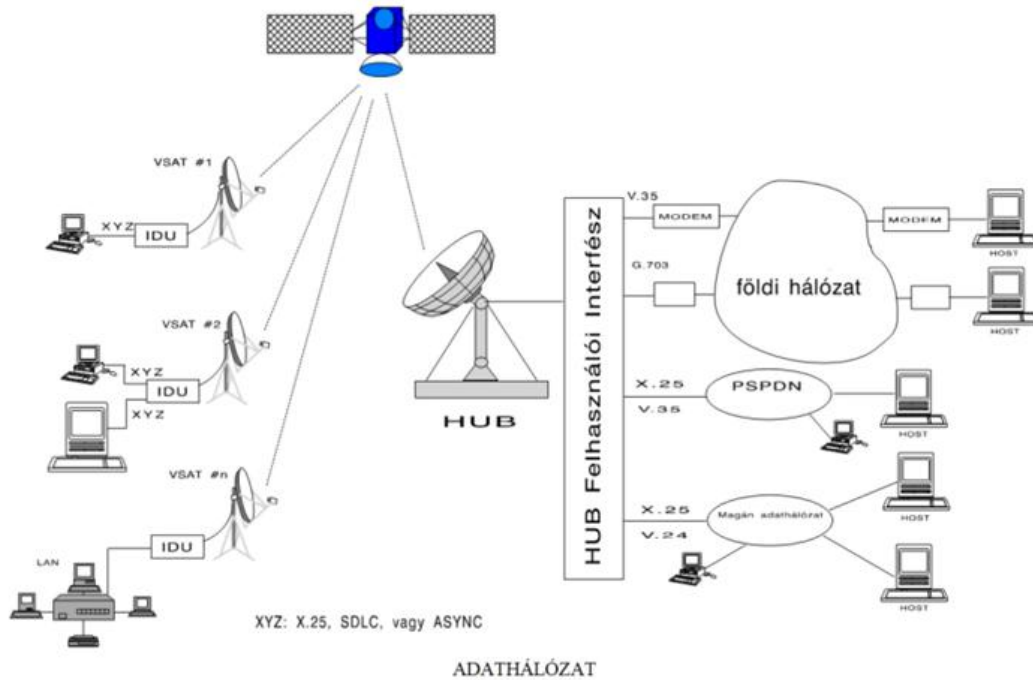 VSAT #1
XYZ
IDU
VSAT #2
XYZ
IDU
XYZ
VSAT #n
IDU
LAN
XYZ: X.25, SDLC, vagy ASYNC
HUB
HUB Felhasználói Interfész
V.35
MODEM
MODEM
HOST
G.703
földi hálózat
HOST
X.25
V.35
PSPDN
HOST
X.25
V.24
Magán adathálózat
HOST
HOST
ADATHÁLÓZAT